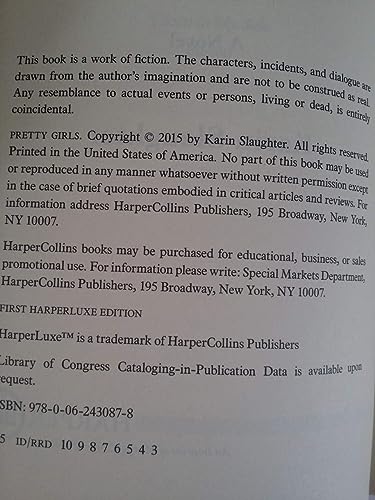 This book is a work of fiction. The characters, incidents, and dialogue are
drawn from the author's imagination and are not to be construed as real.
Any resemblance to actual events or persons, living or dead, is entirely
coincidental.
PRETTY GIRLS. Copyright © 2015 by Karin Slaughter. All rights reserved.
Printed in the United States of America. No part of this book may be used
or reproduced in any manner whatsoever without written permission except
in the case of brief quotations embodied in critical articles and reviews. For
information address HarperCollins Publishers, 195 Broadway, New York,
NY 10007.
HarperCollins books may be purchased for educational, business, or sales
promotional use. For information please write: Special Markets Department,
HarperCollins Publishers, 195 Broadway, New York, NY 10007.
FIRST HARPERLUXE EDITION
HarperLuxe™ is a trademark of HarperCollins Publishers
Library of Congress Cataloging-in-Publication Data is available upon
request.
ISBN: 978-0-06-243087-8
5 ID/RRD 10 9 8 7 6 5 4 3